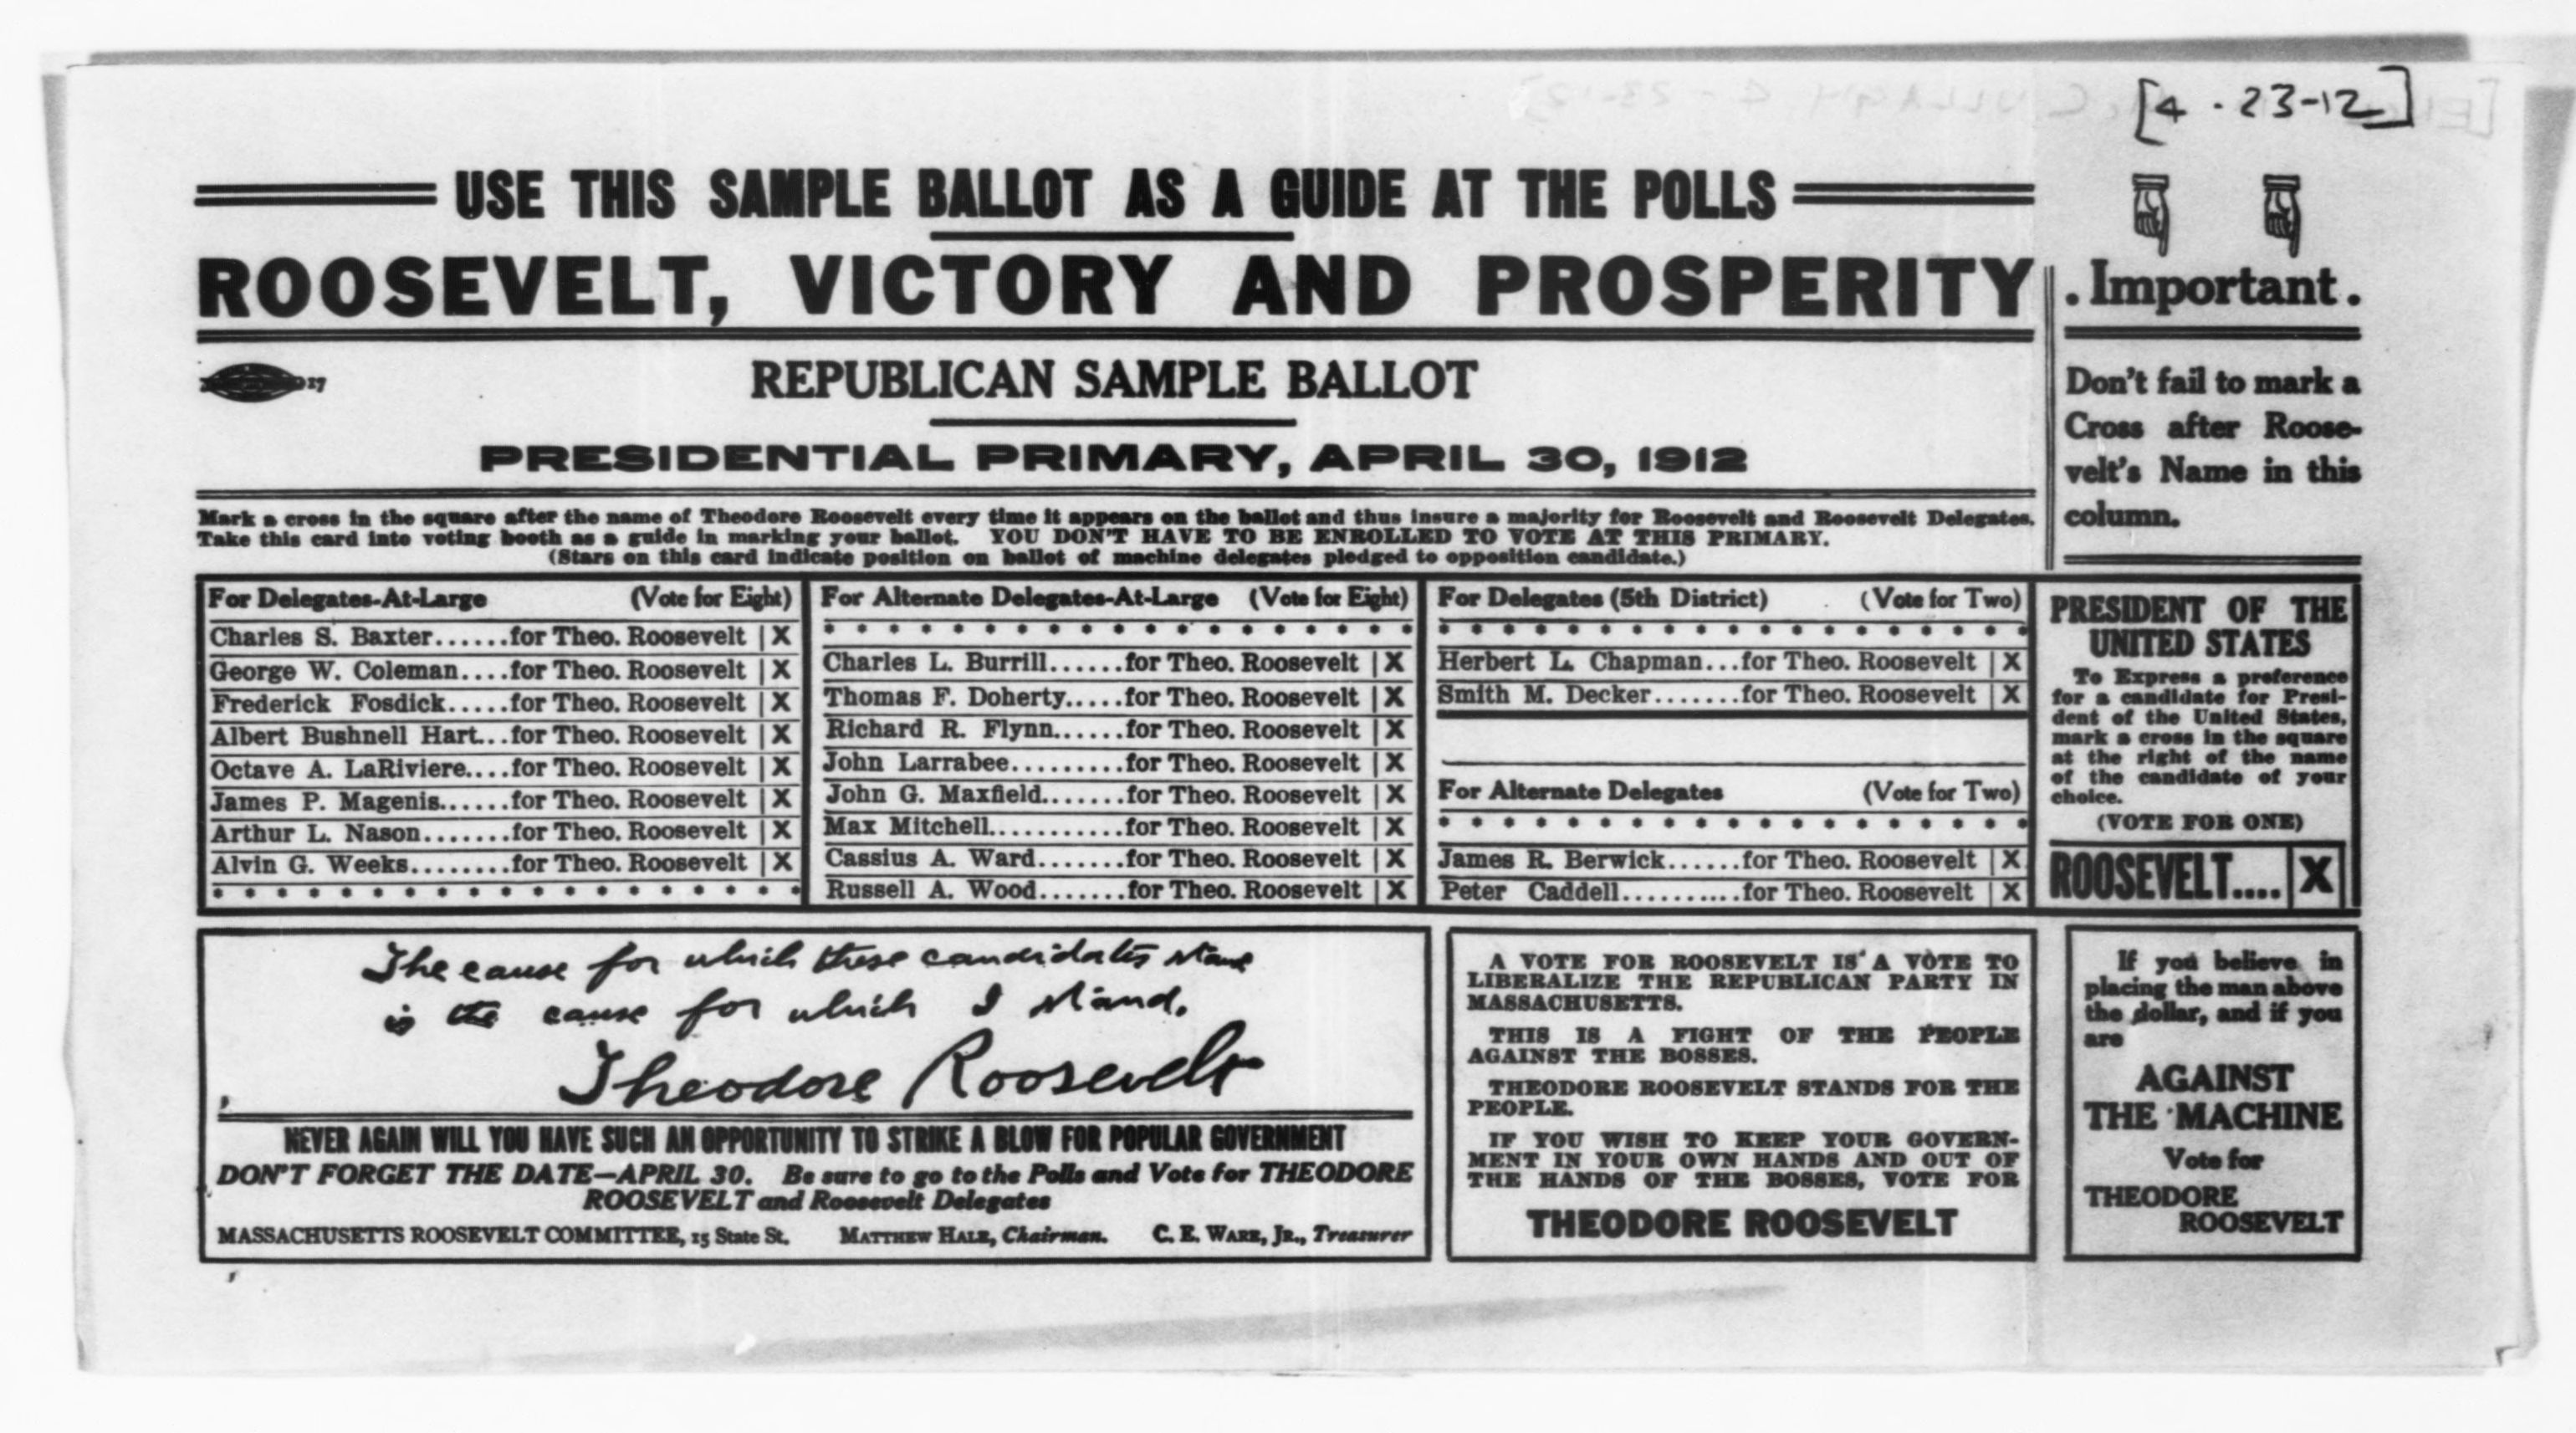 [4-23-12]
USE THIS SAMPLE BALLOT AS A GUIDE AT THE POLLS
ROOSEVELT, VICTORY AND PROSPERITY
17
REPUBLICAN SAMPLE BALLOT
PRESIDENTIAL PRIMARY, APRIL 30, 1912
Mark a cross in the square after the name of Theodore Roosevelt every time it appears on the ballot and thus insure a majority for Roosevelt and Roosevelt Delegates.
Take this card into voting booth as a guide in marking your ballot. YOU DON'T HAVE TO BE ENROLLED TO VOTE AT THIS PRIMARY.
(Stars on this card indicate position on ballot of machine delegates pledged to opposition candidate.)
. Important .
Don't fail to mark a
Cross after Roose-
velt's Name in this
column.
For Delegates-At-Large (Vote for Eight)
Charles S. Baxter......for Theo. Roosevelt | X
George W. Coleman....for Theo. Roosevelt | X
Frederick Fosdick.....for Theo. Roosevelt | X
Albert Bushnell Hart...for Theo. Roosevelt | X
Octave A. LaRiviere....for Theo. Roosevelt | X
James P. Magenis......for Theo. Roosevelt | X
Arthur L. Nason.......for Theo. Roosevelt | X
Alvin G. Weeks........for Theo. Roosevelt | X
* * * * * * * * * * * * * * * * * * *
For Alternate Delegates-At-Large (Vote for Eight)
* * * * * * * * * * * * * * * * * * *
Charles L. Burrill......for Theo. Roosevelt | X
Thomas F. Doherty.....for Theo. Roosevelt | X
Richard R. Flynn......for Theo. Roosevelt | X
John Larrabee.........for Theo. Roosevelt | X
John G. Maxfield.......for Theo. Roosevelt | X
Max Mitchell...........for Theo. Roosevelt | X
Cassius A. Ward.......for Theo. Roosevelt | X
Russell A. Wood.......for Theo. Roosevelt | X
For Delegates (5th District) (Vote for Two)
* * * * * * * * * * * * * * * * * * *
Herbert L. Chapman...for Theo. Roosevelt | X
Smith M. Decker.......for Theo. Roosevelt | X
For Alternate Delegates (Vote for Two)
* * * * * * * * * * * * * * * * * * *
James R. Berwick......for Theo. Roosevelt | X
Peter Caddell..........for Theo. Roosevelt | X
PRESIDENT OF THE
UNITED STATES
To Express a preference
for a candidate for Presi-
dent of the United States,
mark a cross in the square
at the right of the name
of the candidate of your
choice.
(VOTE FOR ONE)
ROOSEVELT.... X
The cause for which these candidates stand
is the cause for which I stand.
Theodore Roosevelt
NEVER AGAIN WILL YOU HAVE SUCH AN OPPORTUNITY TO STRIKE A BLOW FOR POPULAR GOVERNMENT
DON'T FORGET THE DATE—APRIL 30. Be sure to go to the Polls and Vote for THEODORE
ROOSEVELT and Roosevelt Delegates
MASSACHUSETTS ROOSEVELT COMMITTEE, 15 State St. MATTHEW HALE, Chairman. C. E. WARE, JR., Treasurer
A VOTE FOR ROOSEVELT IS A VOTE TO
LIBERALIZE THE REPUBLICAN PARTY IN
MASSACHUSETTS.
THIS IS A FIGHT OF THE PEOPLE
AGAINST THE BOSSES.
THEODORE ROOSEVELT STANDS FOR THE
PEOPLE.
IF YOU WISH TO KEEP YOUR GOVERN-
MENT IN YOUR OWN HANDS AND OUT OF
THE HANDS OF THE BOSSES, VOTE FOR
THEODORE ROOSEVELT
If you believe in
placing the man above
the dollar, and if you
are
AGAINST
THE MACHINE
Vote for
THEODORE
ROOSEVELT